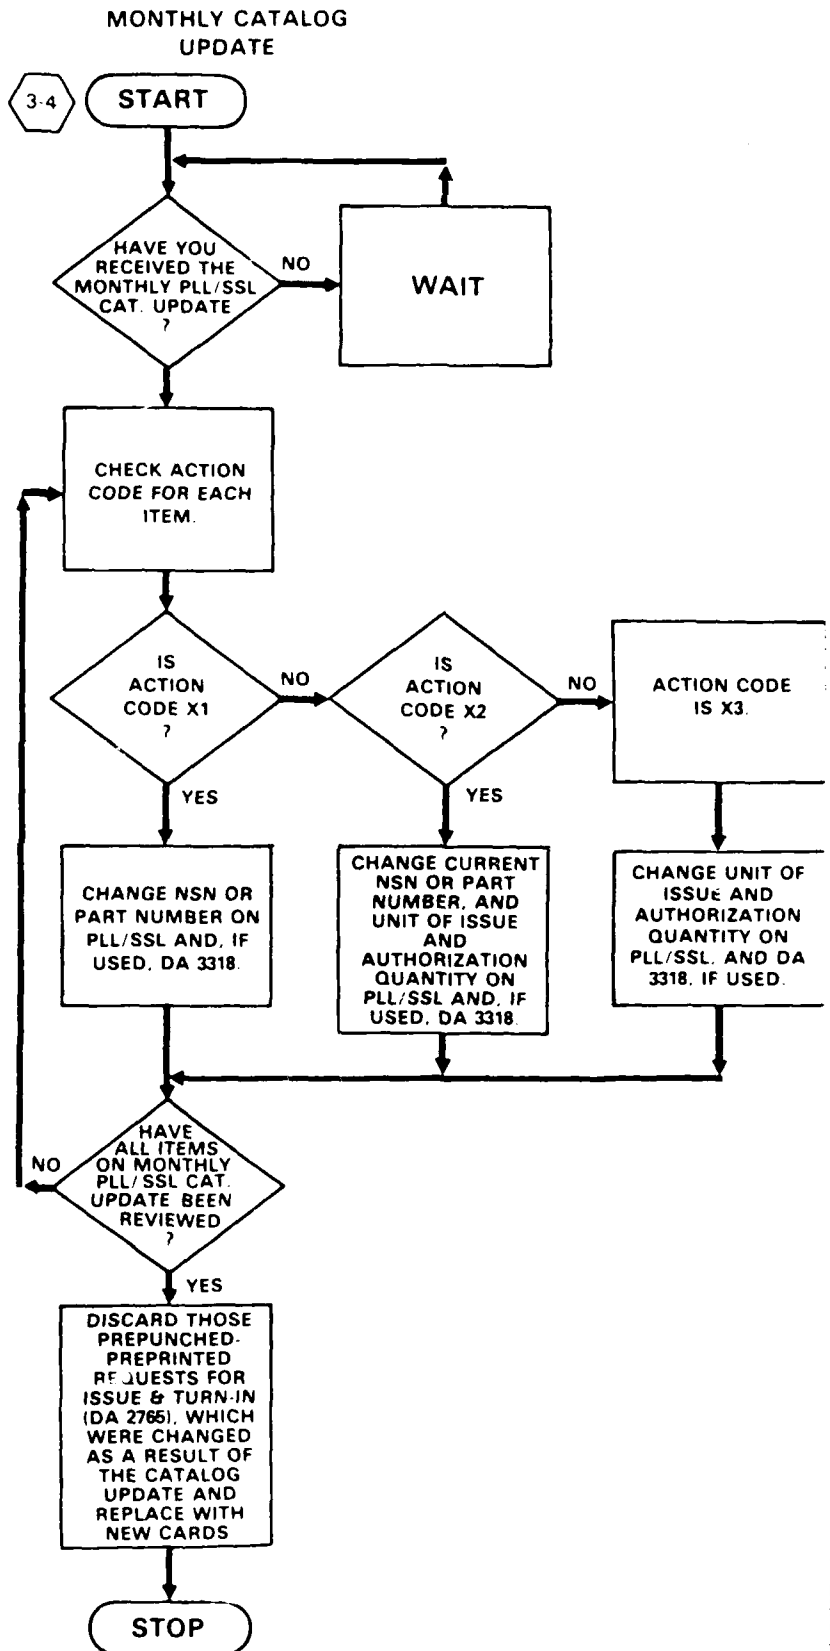 MONTHLY CATALOG
UPDATE
3-4
START
HAVE YOU
RECEIVED THE
MONTHLY PLL/SSL
CAT. UPDATE
?
NO
WAIT
CHECK ACTION
CODE FOR EACH
ITEM.
IS
ACTION
CODE X1
?
NO
IS
ACTION
CODE X2
?
NO
ACTION CODE
IS X3.
YES
YES
CHANGE NSN OR
PART NUMBER ON
PLL/SSL AND, IF
USED, DA 3318.
CHANGE CURRENT
NSN OR PART
NUMBER, AND
UNIT OF ISSUE
AND
AUTHORIZATION
QUANTITY ON
PLL/SSL AND, IF
USED, DA 3318.
CHANGE UNIT OF
ISSUE AND
AUTHORIZATION
QUANTITY ON
PLL/SSL, AND DA
3318, IF USED.
HAVE
ALL ITEMS
ON MONTHLY
PLL/SSL CAT.
UPDATE BEEN
REVIEWED
?
NO
YES
DISCARD THOSE
PREPUNCHED-
PREPRINTED
REQUESTS FOR
ISSUE & TURN-IN
(DA 2765), WHICH
WERE CHANGED
AS A RESULT OF
THE CATALOG
UPDATE AND
REPLACE WITH
NEW CARDS
STOP